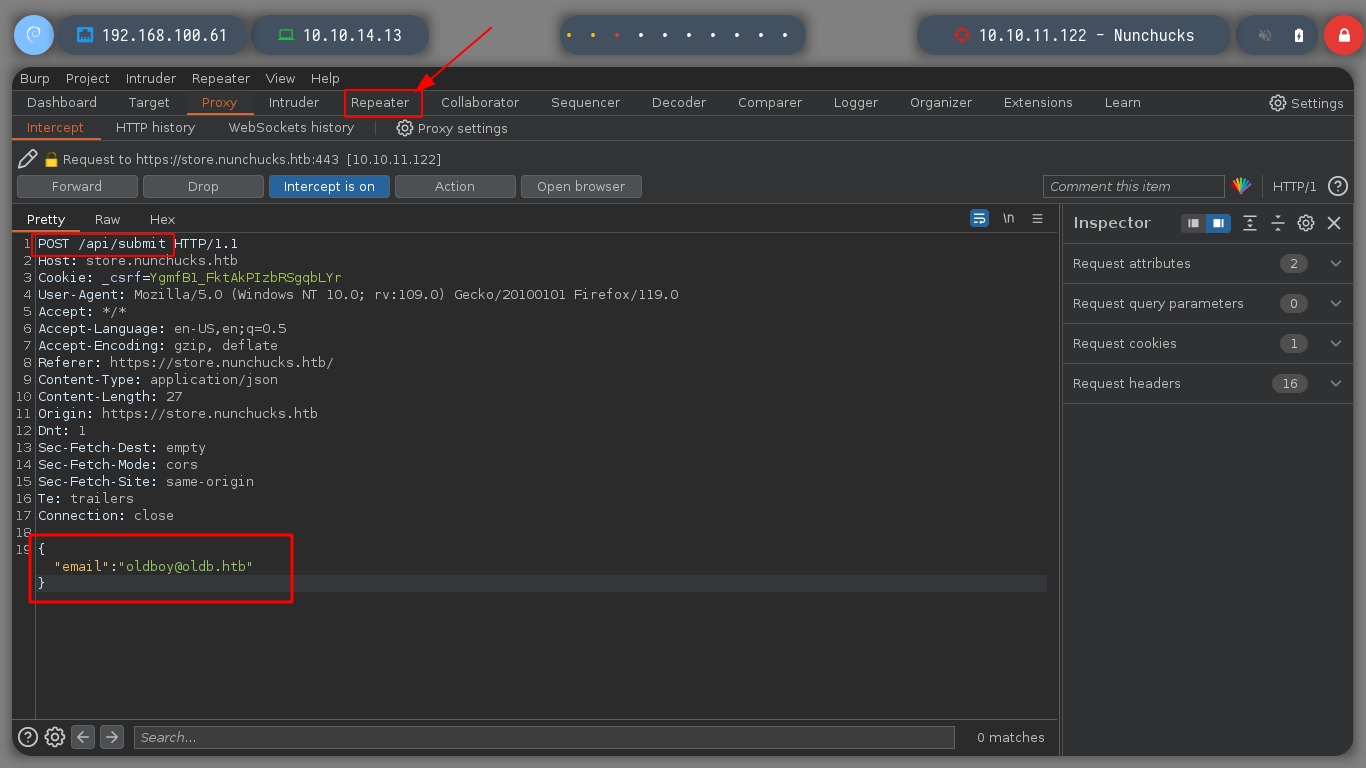 192.168.100.61 10.10.14.13 10.10.11.122 - Nunchucks
Burp Project Intruder Repeater View Help
Dashboard Target Proxy Intruder Repeater Collaborator Sequencer Decoder Comparer Logger Organizer Extensions Learn Settings
Intercept HTTP history WebSockets history Proxy settings
Request to https://store.nunchucks.htb:443 [10.10.11.122]
Forward Drop Intercept is on Action Open browser Comment this item HTTP/1 ?
Pretty Raw Hex \n Inspector
1 POST /api/submit HTTP/1.1
2 Host: store.nunchucks.htb
3 Cookie: _csrf=YgmfB1_FktAkPIzbRSgqbLYr
4 User-Agent: Mozilla/5.0 (Windows NT 10.0; rv:109.0) Gecko/20100101 Firefox/119.0
5 Accept: */*
6 Accept-Language: en-US,en;q=0.5
7 Accept-Encoding: gzip, deflate
8 Referer: https://store.nunchucks.htb/
9 Content-Type: application/json
10 Content-Length: 27
11 Origin: https://store.nunchucks.htb
12 Dnt: 1
13 Sec-Fetch-Dest: empty
14 Sec-Fetch-Mode: cors
15 Sec-Fetch-Site: same-origin
16 Te: trailers
17 Connection: close
18
19 {
"email":"oldboy@oldb.htb"
}
Request attributes 2
Request query parameters 0
Request cookies 1
Request headers 16
? Search... 0 matches